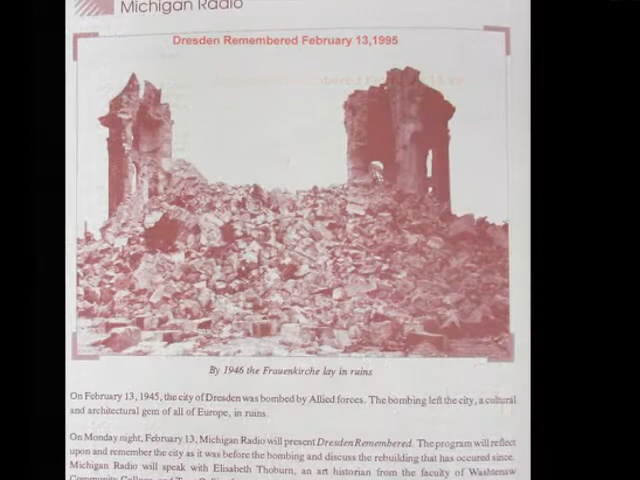 Michigan Radio
Dresden Remembered February 13,1995
By 1946 the Frauenkirche lay in ruins
On February 13, 1945, the city of Dresden was bombed by Allied forces. The bombing left the city, a cultural
and architectural gem of all of Europe, in ruins.
On Monday night, February 13, Michigan Radio will present Dresden Remembered. The program will reflect
upon and remember the city as it was before the bombing and discuss the rebuilding that has occured since.
Michigan Radio will speak with Elisabeth Thoburn, an art historian from the faculty of Washtenaw
Community College, and